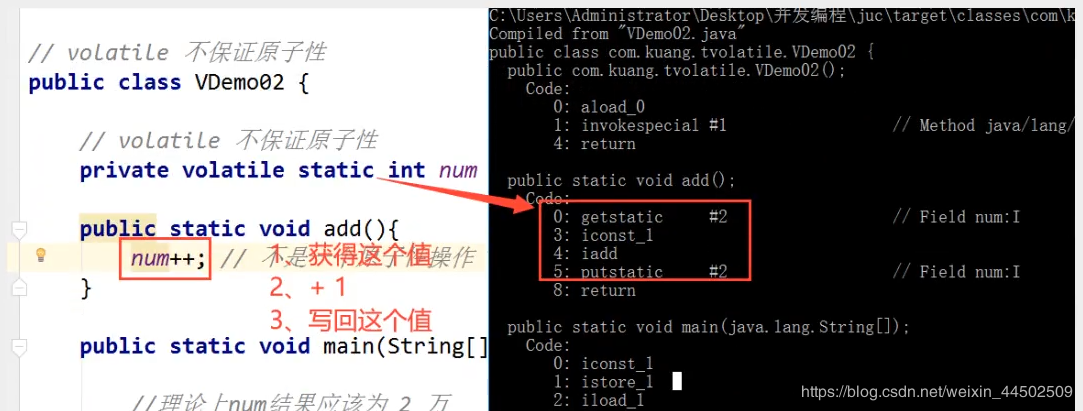 // volatile 不保证原子性
public class VDemo02 {
// volatile 不保证原子性
private volatile static int num
public static void add(){
num++; // 不是 操作
1、获得这个值
}
2、+ 1
3、写回这个值
public static void main(String[]
//理论上num结果应该为 2 万
C:\Users\Administrator\Desktop\并发编程\juc\target\classes\com\k
Compiled from "VDemo02.java"
public class com.kuang.tvolatile.VDemo02 {
public com.kuang.tvolatile.VDemo02();
Code:
0: aload_0
1: invokespecial #1 // Method java/lang/
4: return
public static void add();
Code:
0: getstatic #2 // Field num:I
3: iconst_1
4: iadd
5: putstatic #2 // Field num:I
8: return
public static void main(java.lang.String[]);
Code:
0: iconst_1
1: istore_1
2: iload_1
https://blog.csdn.net/weixin_44502509